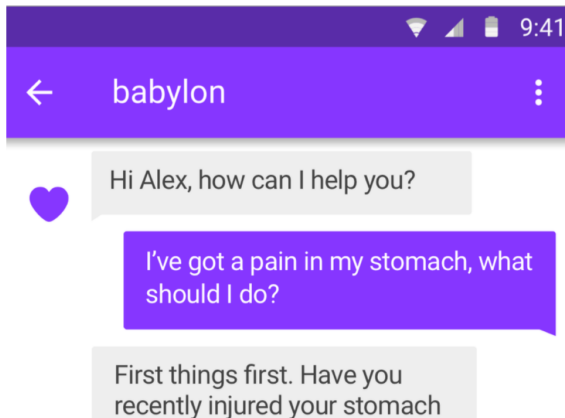 9:41
babylon
Hi Alex, how can I help you?
I've got a pain in my stomach, what
should I do?
First things first. Have you
recently injured your stomach